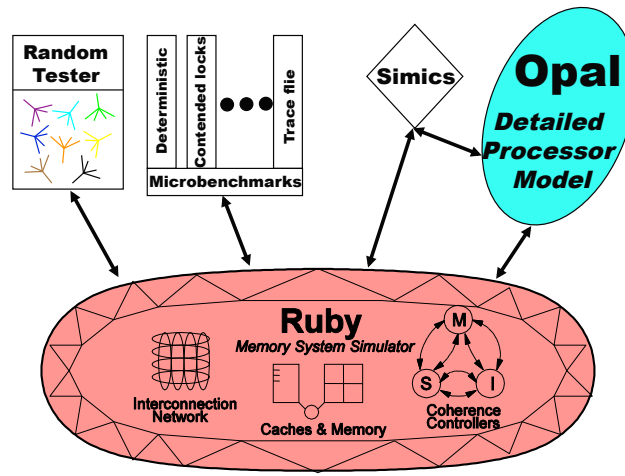 Random
Tester
Deterministic
Contended locks
Trace flie
Microbenchmarks
Simics
Opal
Detailed
Processor
Model
Ruby
Memory System Simulator
M
S
I
Interconnection
Network
Caches & Memory
Coherence
Controllers